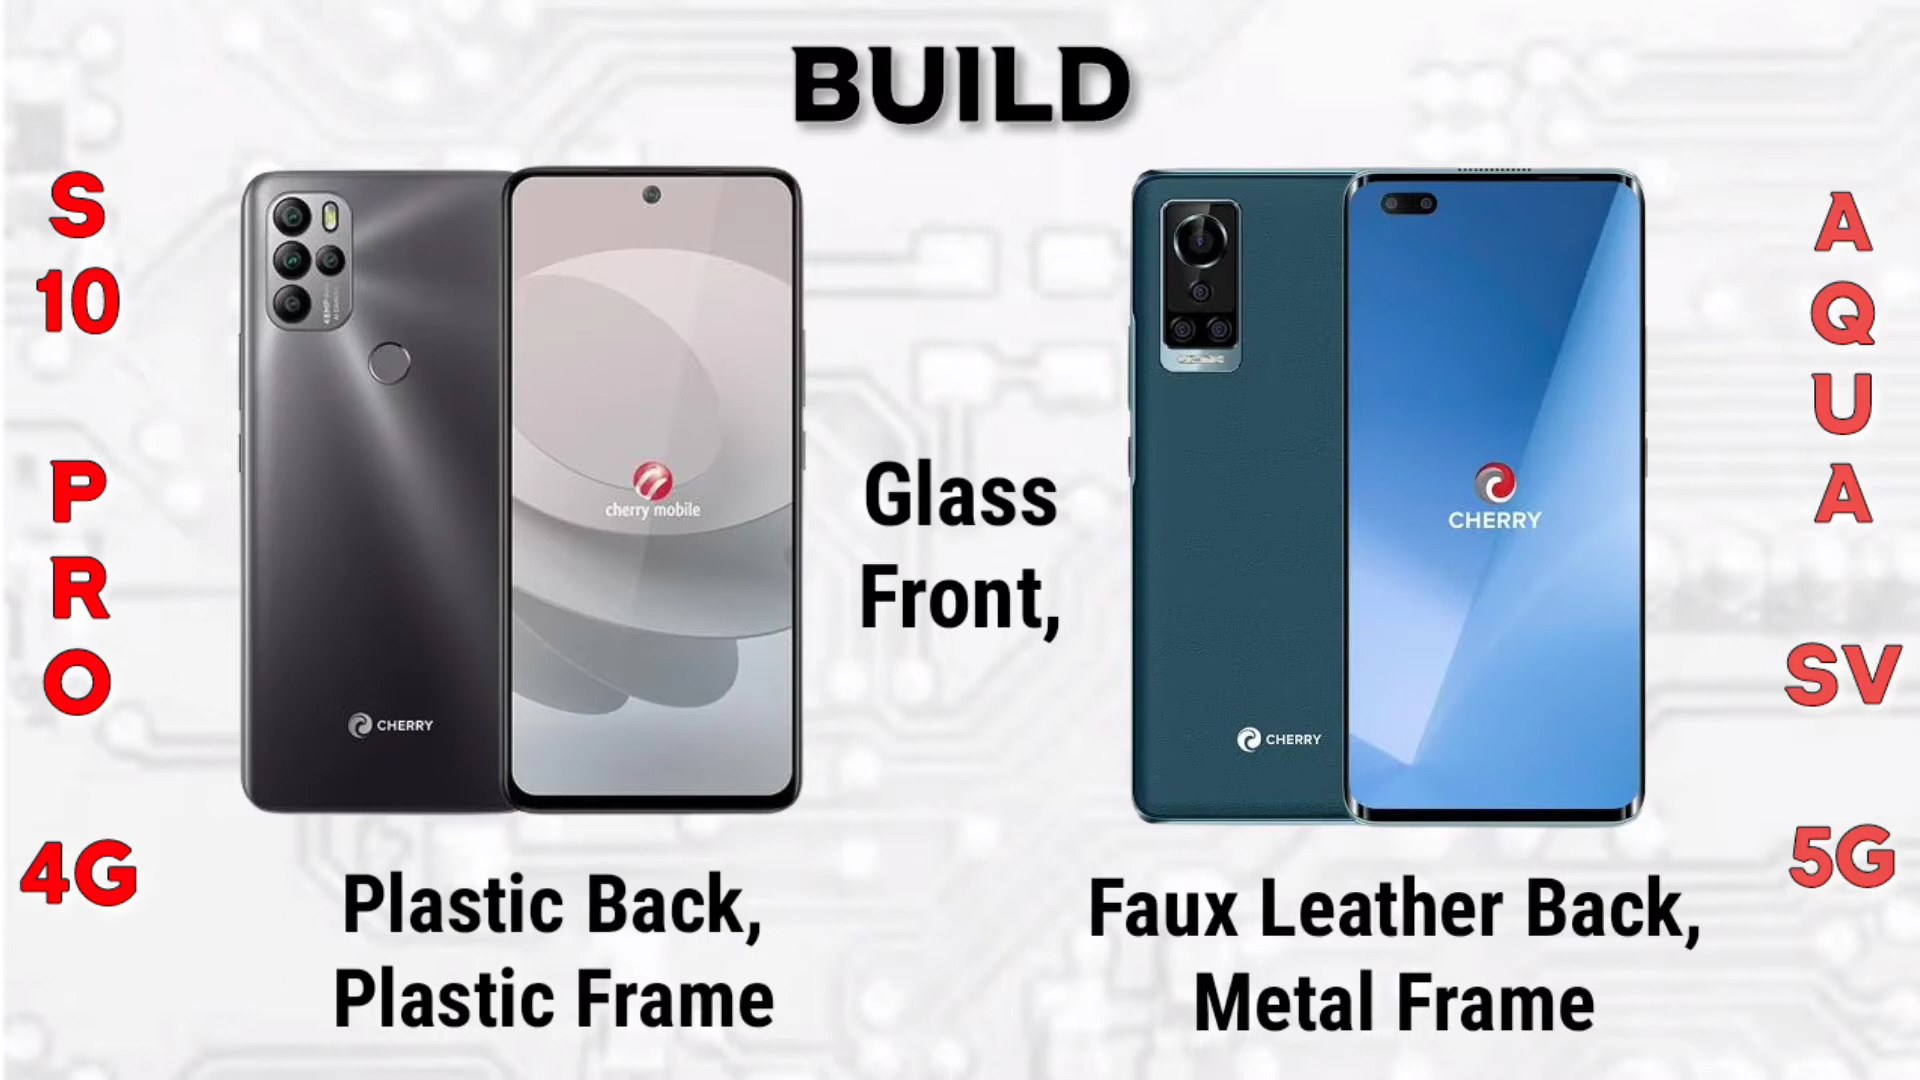 BUILD
S
10
P
R
O
4G
cherry mobile
CHERRY
Plastic Back,
Plastic Frame
Glass
Front,
CHERRY
CHERRY
Faux Leather Back,
Metal Frame
A
Q
U
A
SV
5G